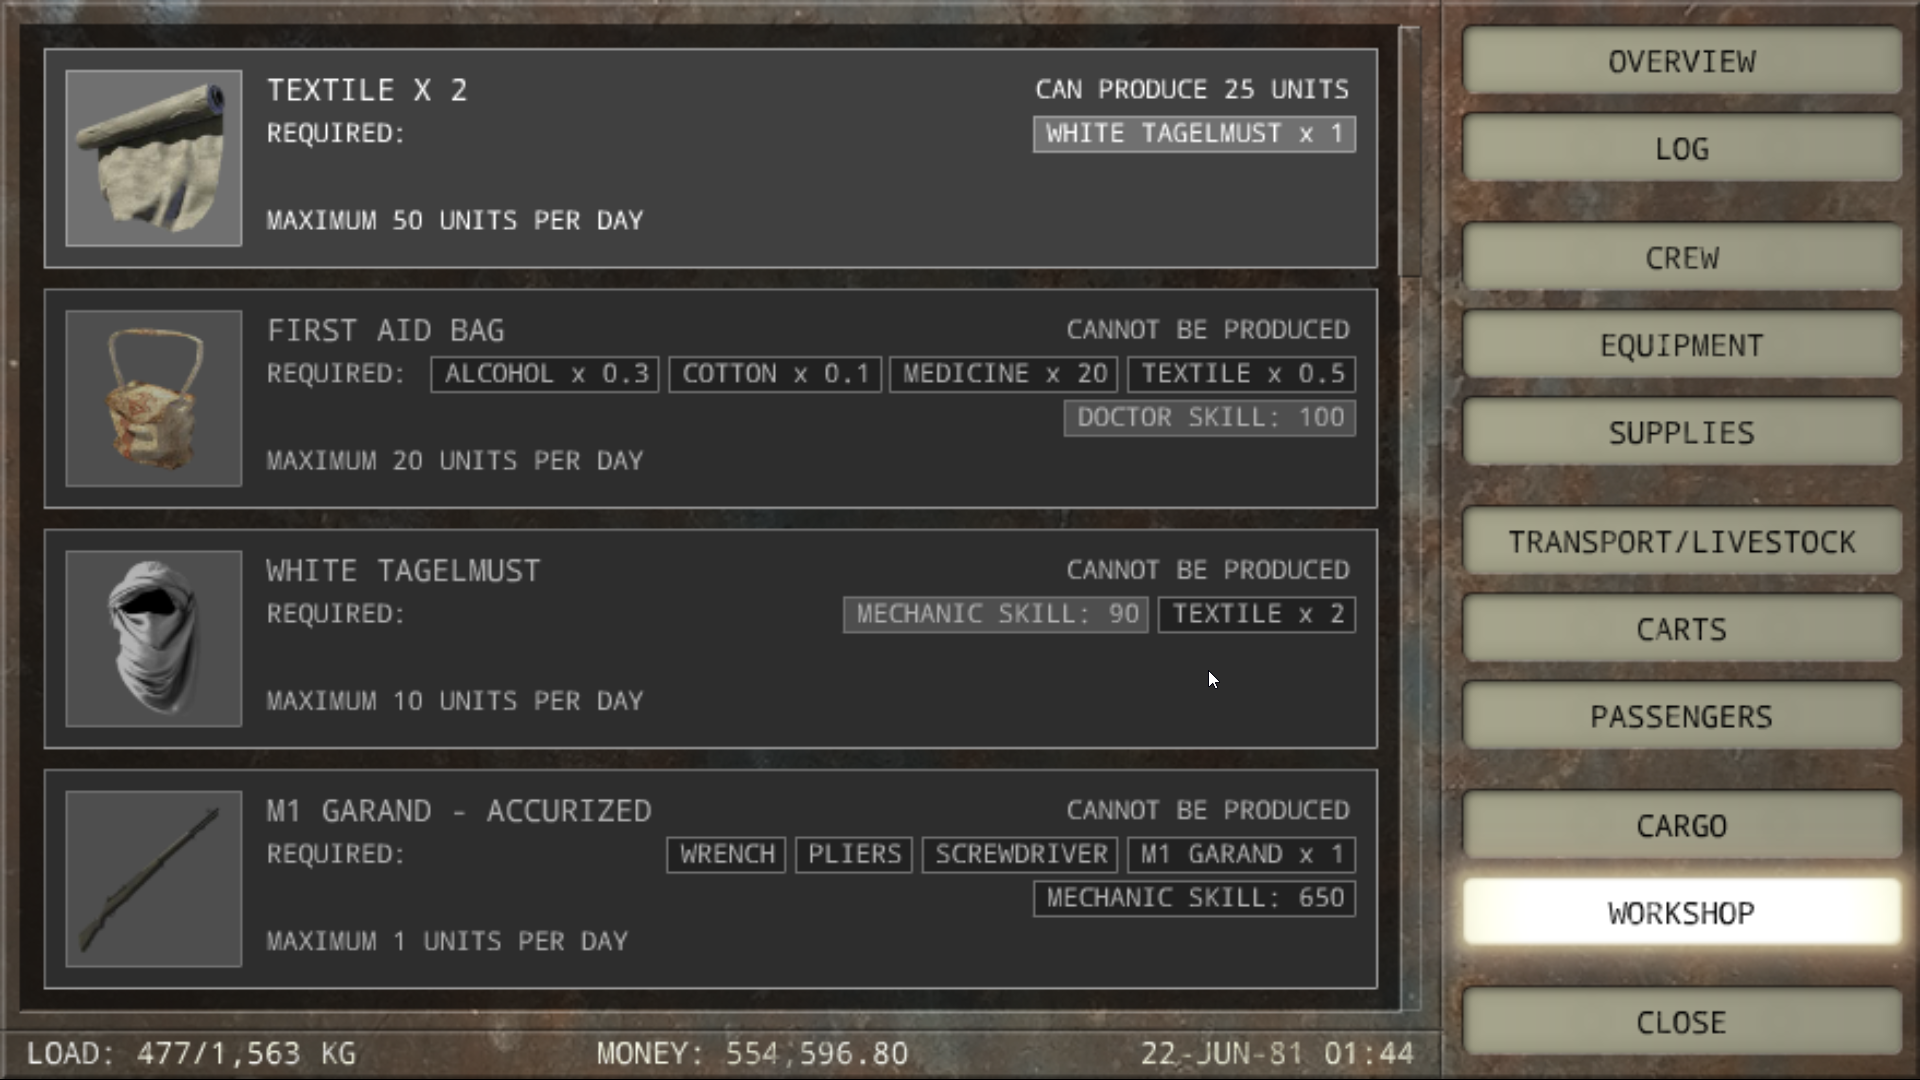 TEXTILE X 2
CAN PRODUCE 25 UNITS
REQUIRED:
WHITE TAGELMUST x 1
MAXIMUM 50 UNITS PER DAY
FIRST AID BAG
CANNOT BE PRODUCED
REQUIRED: ALCOHOL x 0.3 COTTON x 0.1 MEDICINE x 20 TEXTILE x 0.5
DOCTOR SKILL: 100
MAXIMUM 20 UNITS PER DAY
WHITE TAGELMUST
CANNOT BE PRODUCED
REQUIRED: MECHANIC SKILL: 90 TEXTILE x 2
MAXIMUM 10 UNITS PER DAY
M1 GARAND - ACCURIZED
CANNOT BE PRODUCED
REQUIRED: WRENCH PLIERS SCREWDRIVER M1 GARAND x 1
MECHANIC SKILL: 650
MAXIMUM 1 UNITS PER DAY
LOAD: 477/1,563 KG
MONEY: 554,596.80
22-JUN-81 01:44
OVERVIEW
LOG
CREW
EQUIPMENT
SUPPLIES
TRANSPORT/LIVESTOCK
CARTS
PASSENGERS
CARGO
WORKSHOP
CLOSE